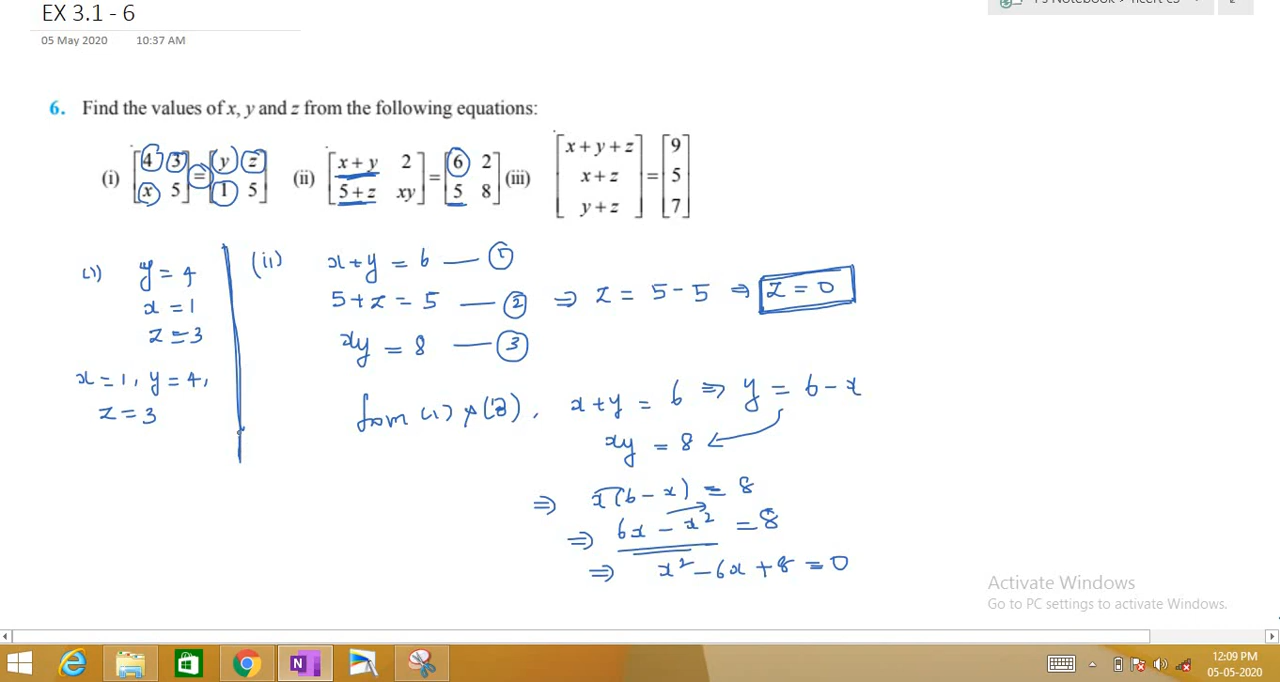 EX 3.1 - 6
05 May 2020 10:37 AM
6. Find the values of x, y and z from the following equations:
(i) [4 3 x 5] = [y z 1 5] (ii) [x + y 2 5 + z xy] = [6 2 5 8] (iii) [x + y + z x + z y + z] = [9 5 7]
(i) y = 4
x = 1
z = 3
x = 1, y = 4,
z = 3
(ii) x + y = 6 — ①
5 + z = 5 — ② ⇒ z = 5 - 5 ⇒ z = 0
xy = 8 — ③
from (1) & (3), x + y = 6 ⇒ y = 6 - x
xy = 8
⇒ x(6 - x) = 8
⇒ 6x - x² = 8
⇒ x² - 6x + 8 = 0
Activate Windows
Go to PC settings to activate Windows.
12:09 PM
05-05-2020